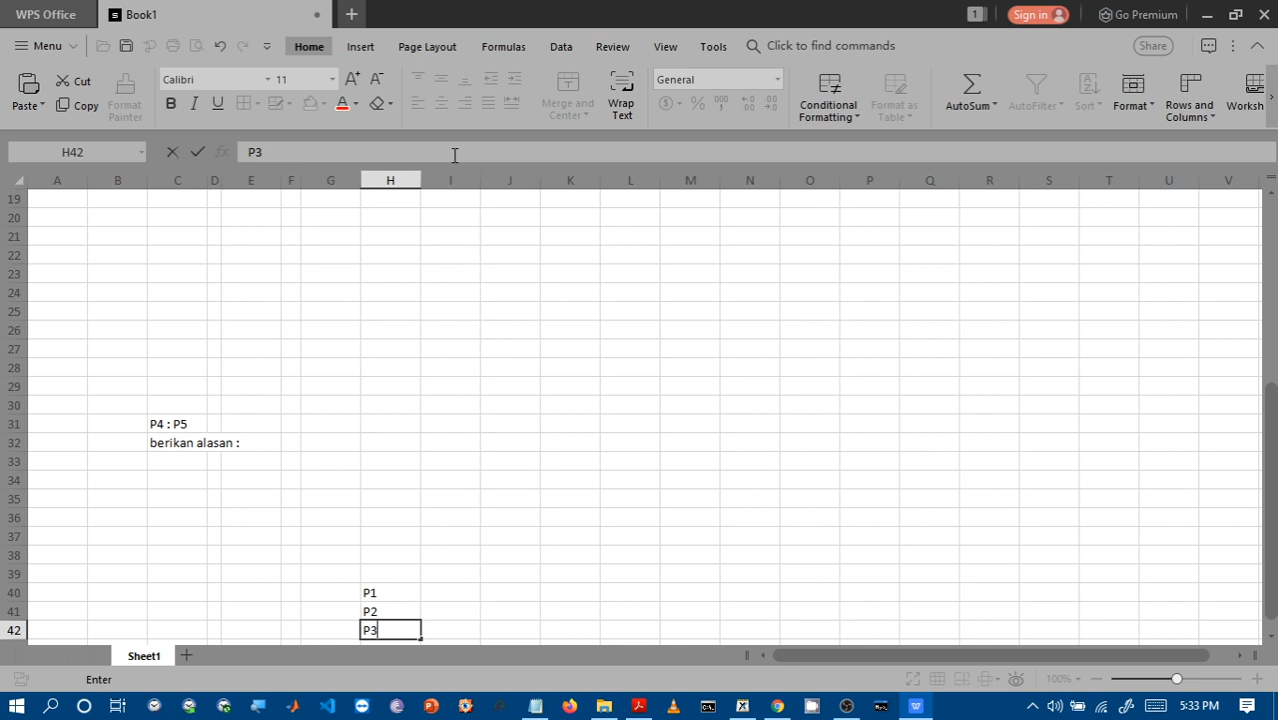 WPS Office
Book1
1
Sign in
Go Premium
Menu
Home
Insert
Page Layout
Formulas
Data
Review
View
Tools
Click to find commands
Share
Paste
Cut
Copy
Format Painter
Calibri
11
Merge and Center
Wrap Text
General
Conditional Formatting
Format as Table
AutoSum
AutoFilter
Sort
Format
Rows and Columns
Worksh
H42
P3
A B C D E F G H I J K L M N O P Q R S T U V
19
20
21
22
23
24
25
26
27
28
29
30
31 P4 : P5
32 berikan alasan :
33
34
35
36
37
38
39
40 P1
41 P2
42 P3
Sheet1
Enter
100%
5:33 PM